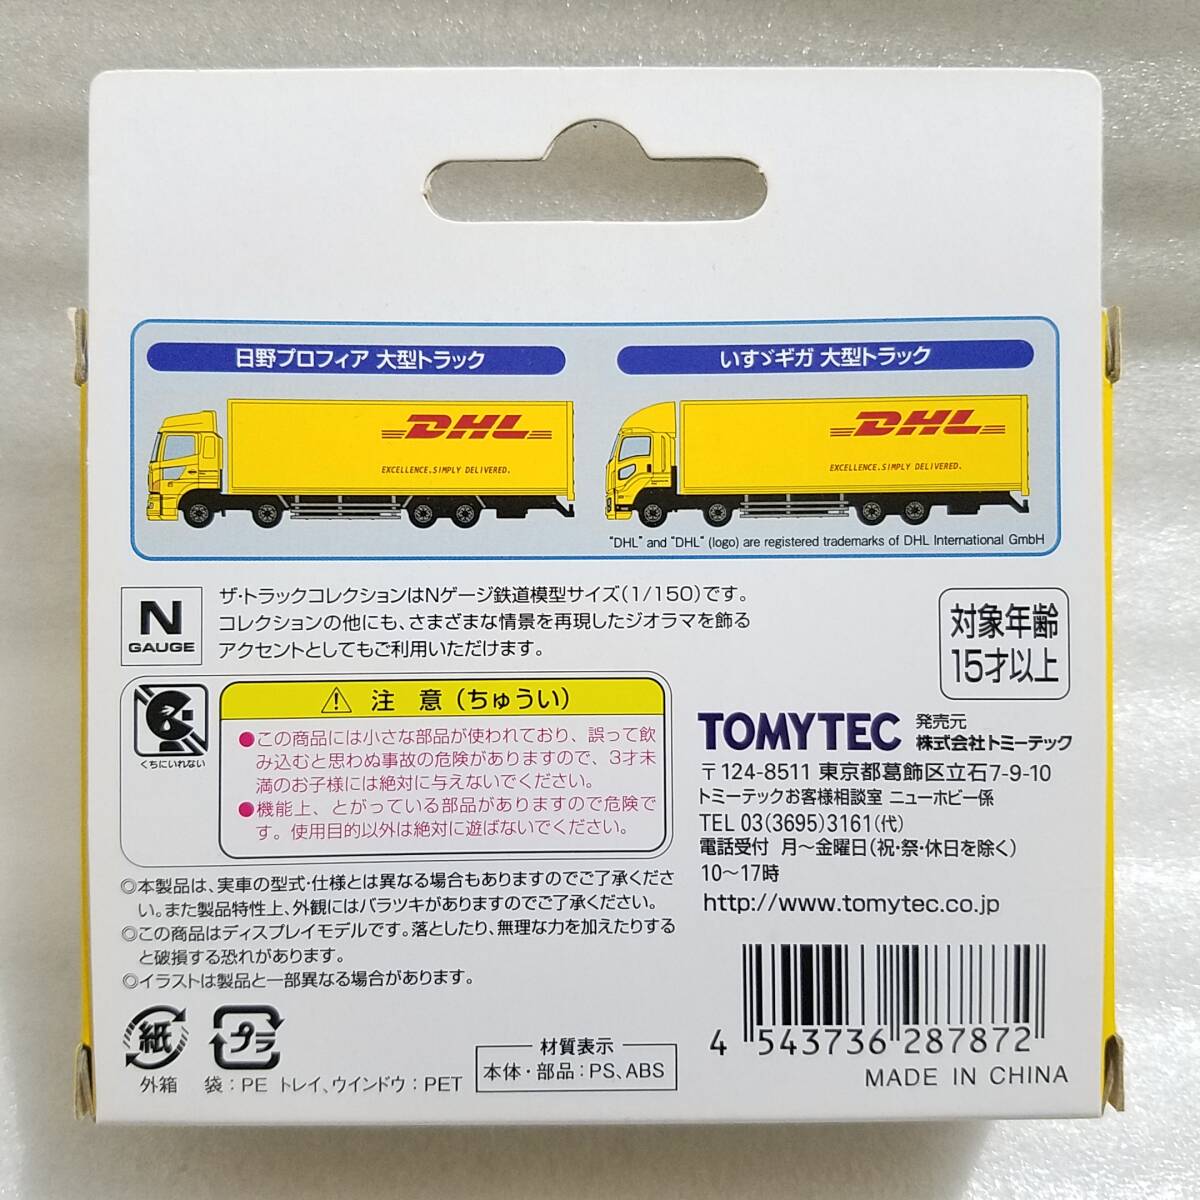 日野プロフィア 大型トラック
いすゞギガ 大型トラック
DHL
EXCELLENCE. SIMPLY DELIVERED.
DHL
EXCELLENCE. SIMPLY DELIVERED.
"DHL" and "DHL" (logo) are registered trademarks of DHL International GmbH
N
GAUGE
ザ・トラックコレクションはNゲージ鉄道模型サイズ(1/150)です。
コレクションの他にも、さまざまな情景を再現したジオラマを飾る
アクセントとしてもご利用いただけます。
対象年齢
15才以上
くちにいれない
注 意 (ちゅうい)
●この商品には小さな部品が使われており、誤って飲
み込むと思わぬ事故の危険がありますので、3才未
満のお子様には絶対に与えないでください。
●機能上、とがっている部品がありますので危険で
す。使用目的以外は絶対に遊ばないでください。
TOMYTEC
発売元
株式会社トミーテック
〒124-8511 東京都葛飾区立石7-9-10
トミーテックお客様相談室 ニューホビー係
TEL 03(3695)3161(代)
電話受付 月〜金曜日(祝・祭・休日を除く)
10〜17時
http://www.tomytec.co.jp
◎本製品は、実車の型式・仕様とは異なる場合もありますのでご了承くださ
い。また製品特性上、外観にはバラツキがありますのでご了承ください。
◎この商品はディスプレイモデルです。落としたり、無理な力を加えたりする
と破損する恐れがあります。
◎イラストは製品と一部異なる場合があります。
紙
外箱
プラ
袋：PE トレイ、ウインドウ：PET
材質表示
本体・部品：PS、ABS
4 543736 287872
MADE IN CHINA